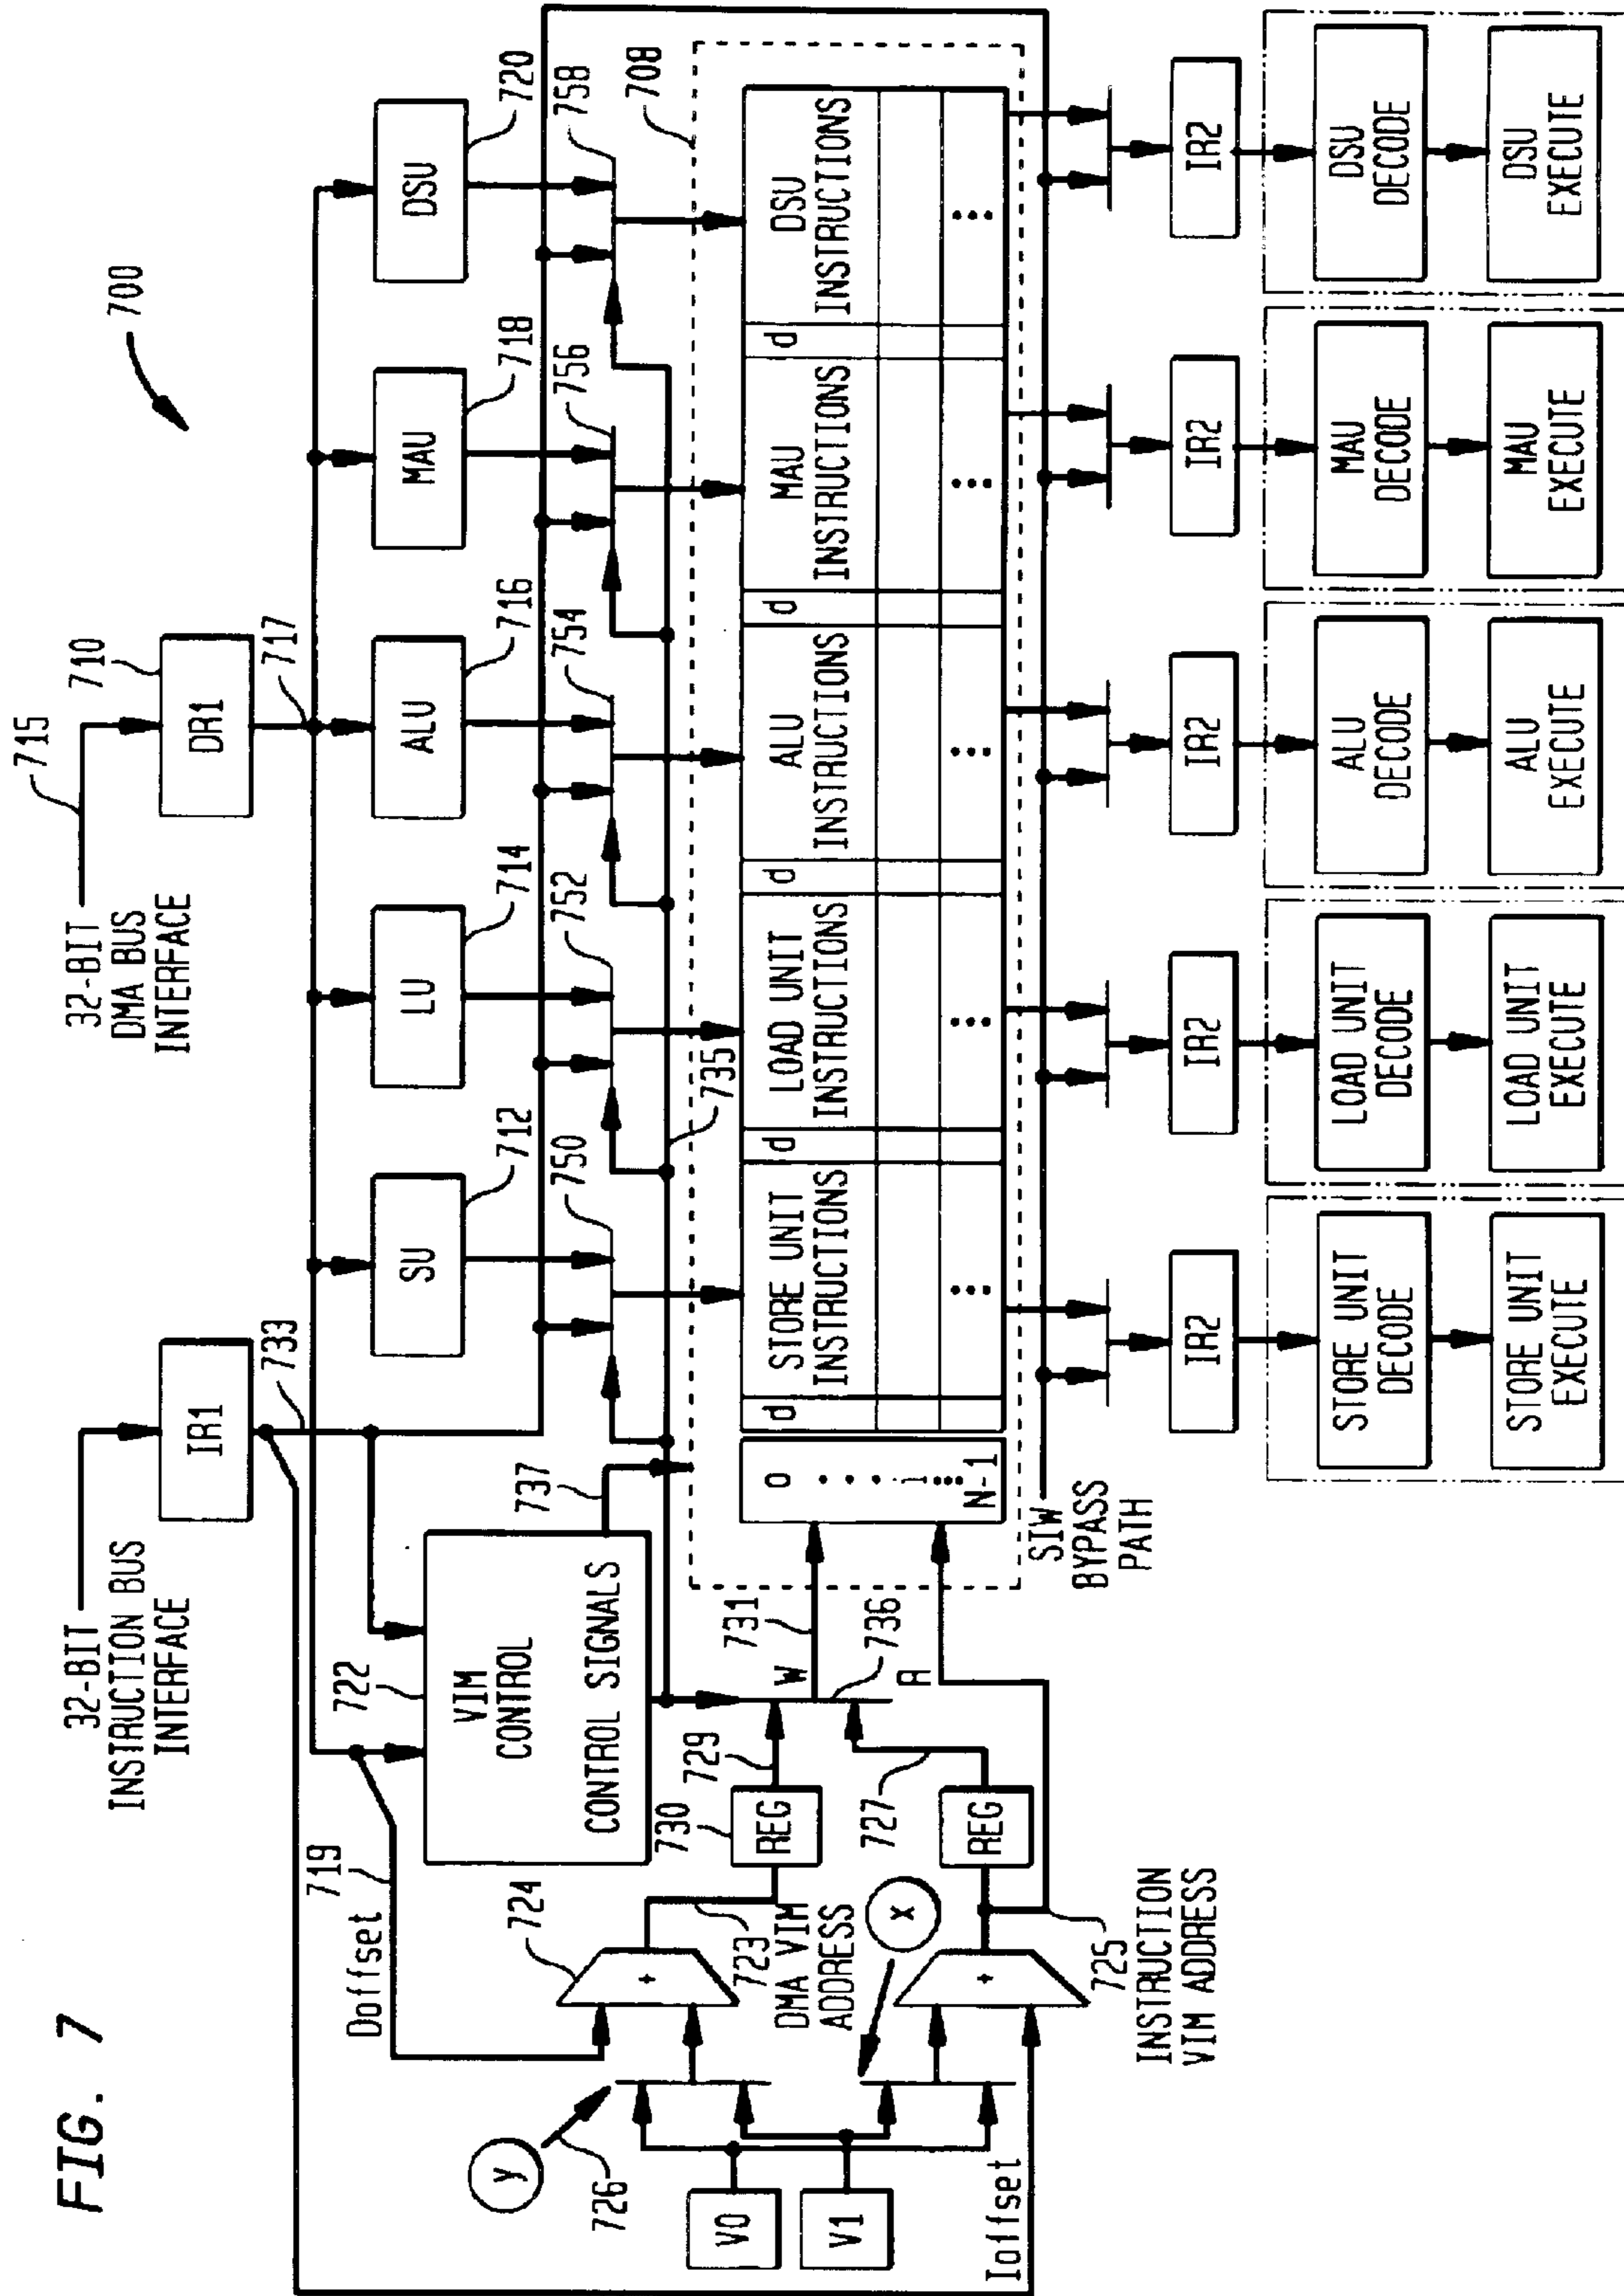 FIG. 7
700
32-BIT
INSTRUCTION BUS
INTERFACE
IR1
733
32-BIT
DMA BUS
INTERFACE
715
710
DR1
717
719
Doffset
722
VIM
CONTROL
CONTROL SIGNALS
737
SU
712
LU
714
ALU
716
MAU
718
DSU
720
750
752
754
756
758
735
708
724
+
723
DMA VIM
ADDRESS
730
REG
729
727
REG
731
W
736
R
y
726
x
V0
V1
Ioffset
+
725
INSTRUCTION
VIM ADDRESS
0
i
N-1
d
STORE UNIT
INSTRUCTIONS
d
LOAD UNIT
INSTRUCTIONS
d
ALU
INSTRUCTIONS
d
MAU
INSTRUCTIONS
d
DSU
INSTRUCTIONS
SIW
BYPASS
PATH
IR2
IR2
IR2
IR2
IR2
STORE UNIT
DECODE
LOAD UNIT
DECODE
ALU
DECODE
MAU
DECODE
DSU
DECODE
STORE UNIT
EXECUTE
LOAD UNIT
EXECUTE
ALU
EXECUTE
MAU
EXECUTE
DSU
EXECUTE